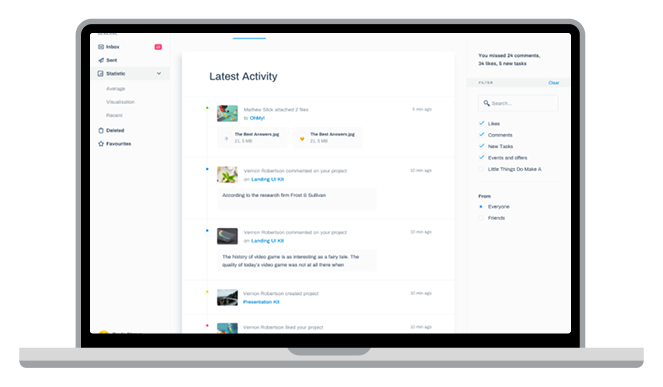 Inbox
Sent
Statistic
Average
Visualisation
Recent
Deleted
Favourites
Latest Activity
Mathew Slick attached 2 files
to OhMy!
The Best Answers.jpg
21, 5 MB
The Best Answers.jpg
21, 5 MB
Vernon Robertson commented on your project
10 min ago
on Landing UI Kit
According to the research firm Frost & Sullivan
Vernon Robertson commented on your project
10 min ago
on Landing UI Kit
The history of video game is as interesting as a fairy tale. The
quality of today's video game was not at all there when
Vernon Robertson created project
10 min ago
Presentation Kit
Vernon Robertson liked your project
10 min ago
You missed 24 comments,
24 likes, 5 new tasks
FILTER
Clear
Search...
Likes
Comments
New Tasks
Events and offers
Little Things Do Make A
From
Everyone
Friends